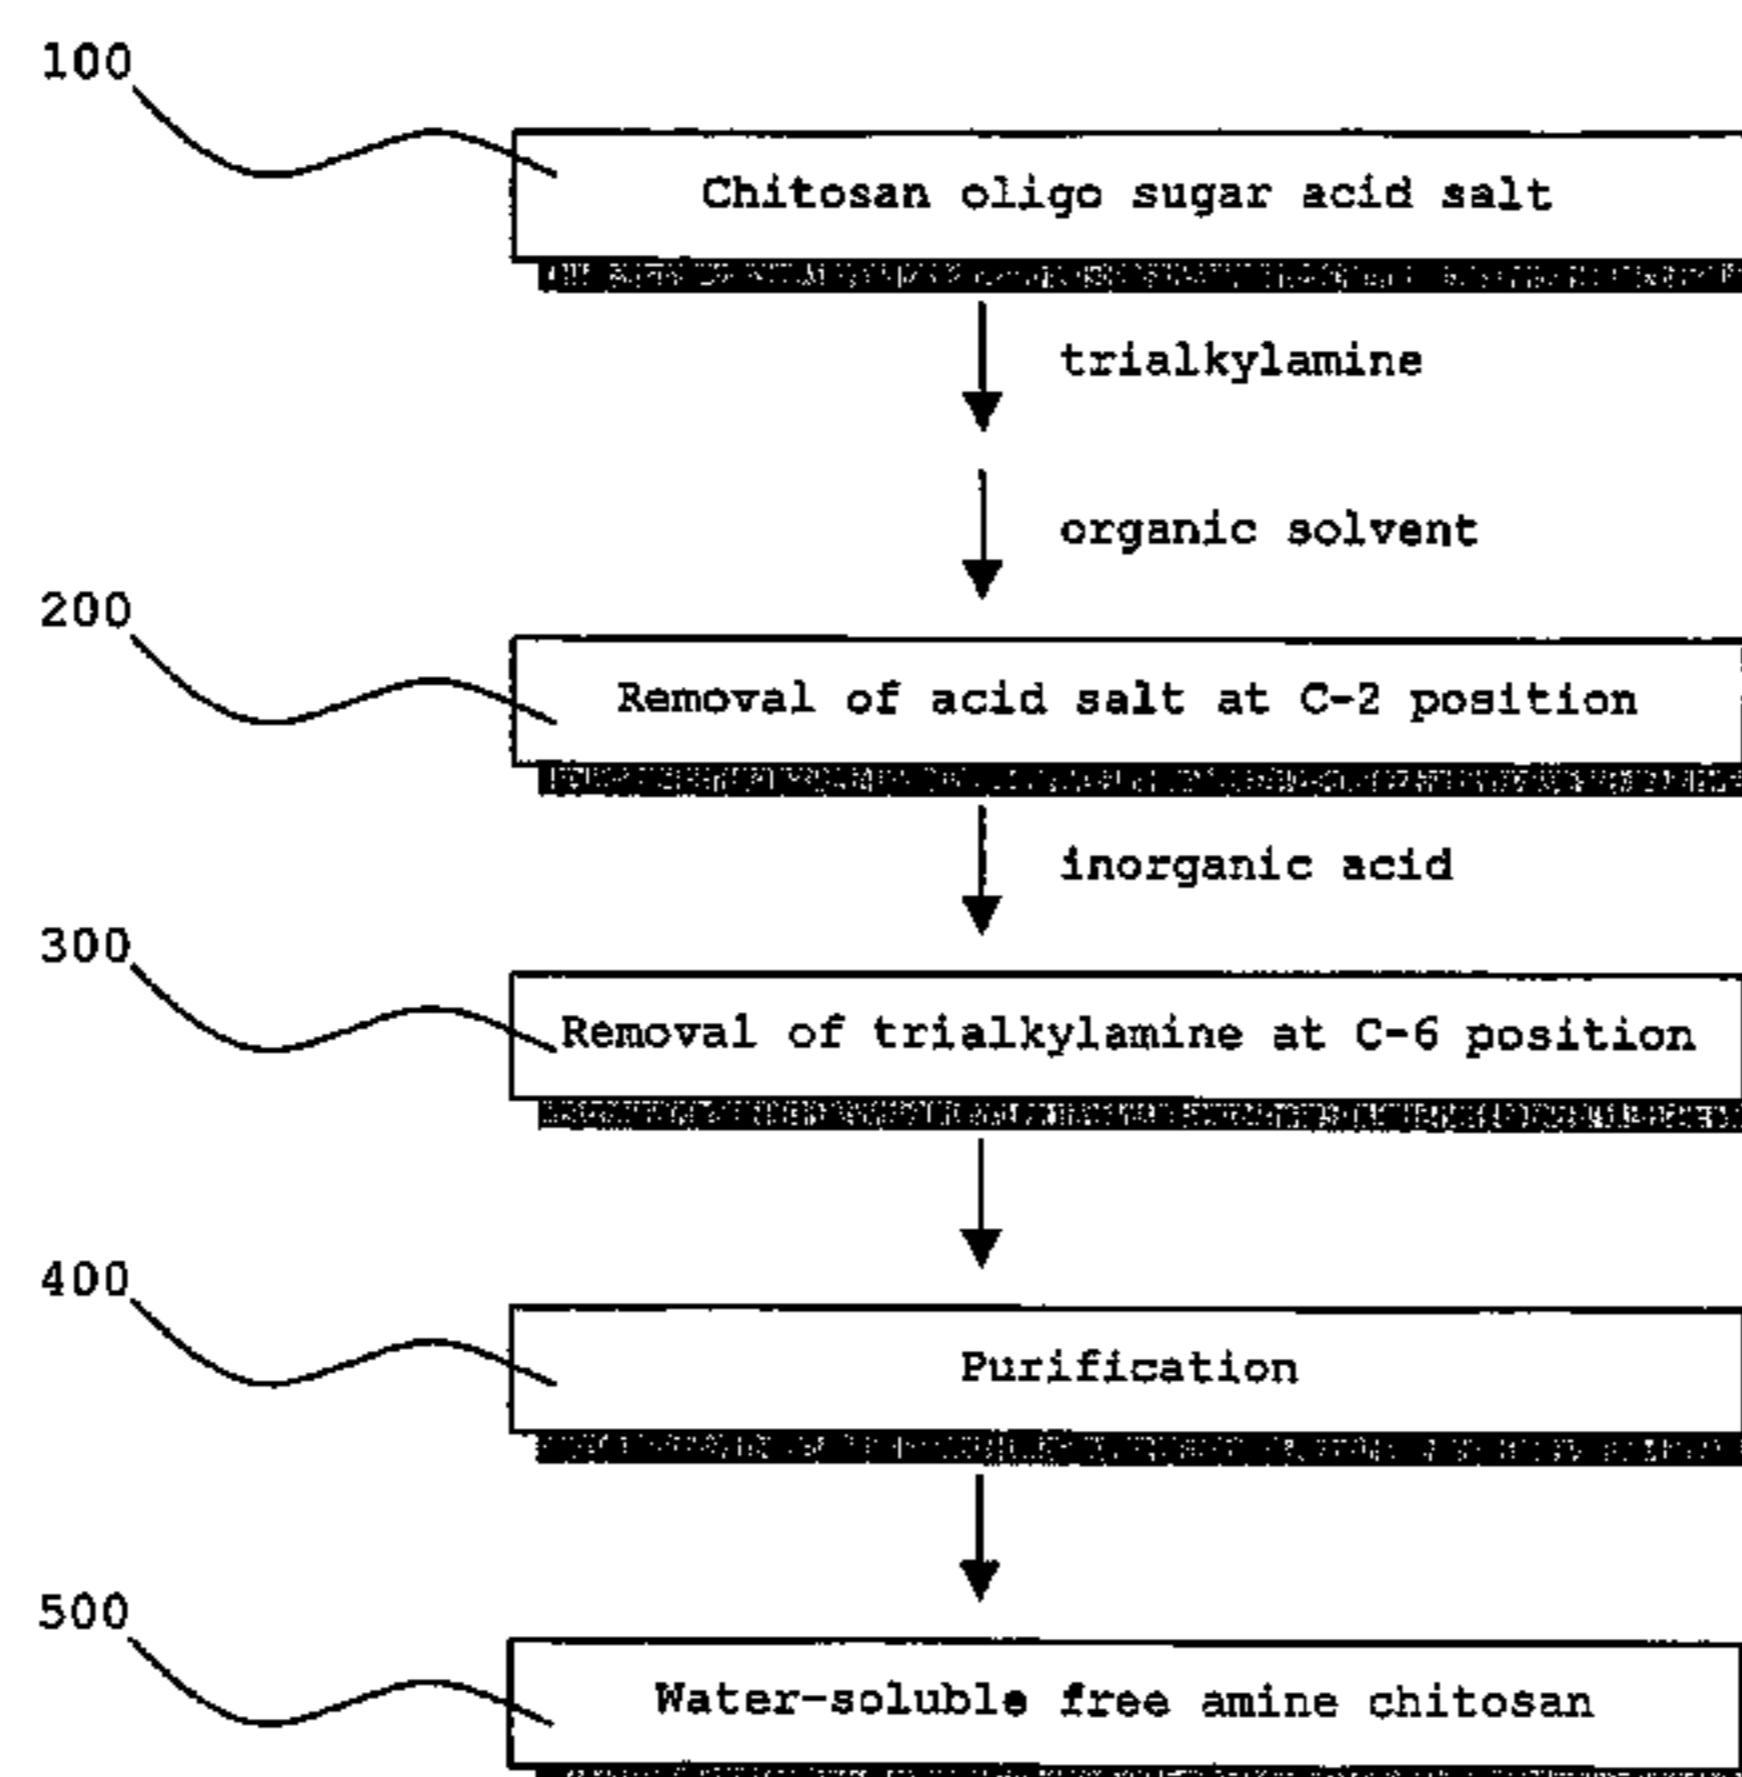 100
Chitosan oligo sugar acid salt
trialkylamine
organic solvent
200
Removal of acid salt at C-2 position
inorganic acid
300
Removal of trialkylamine at C-6 position
400
Purification
500
Water-soluble free amine chitosan